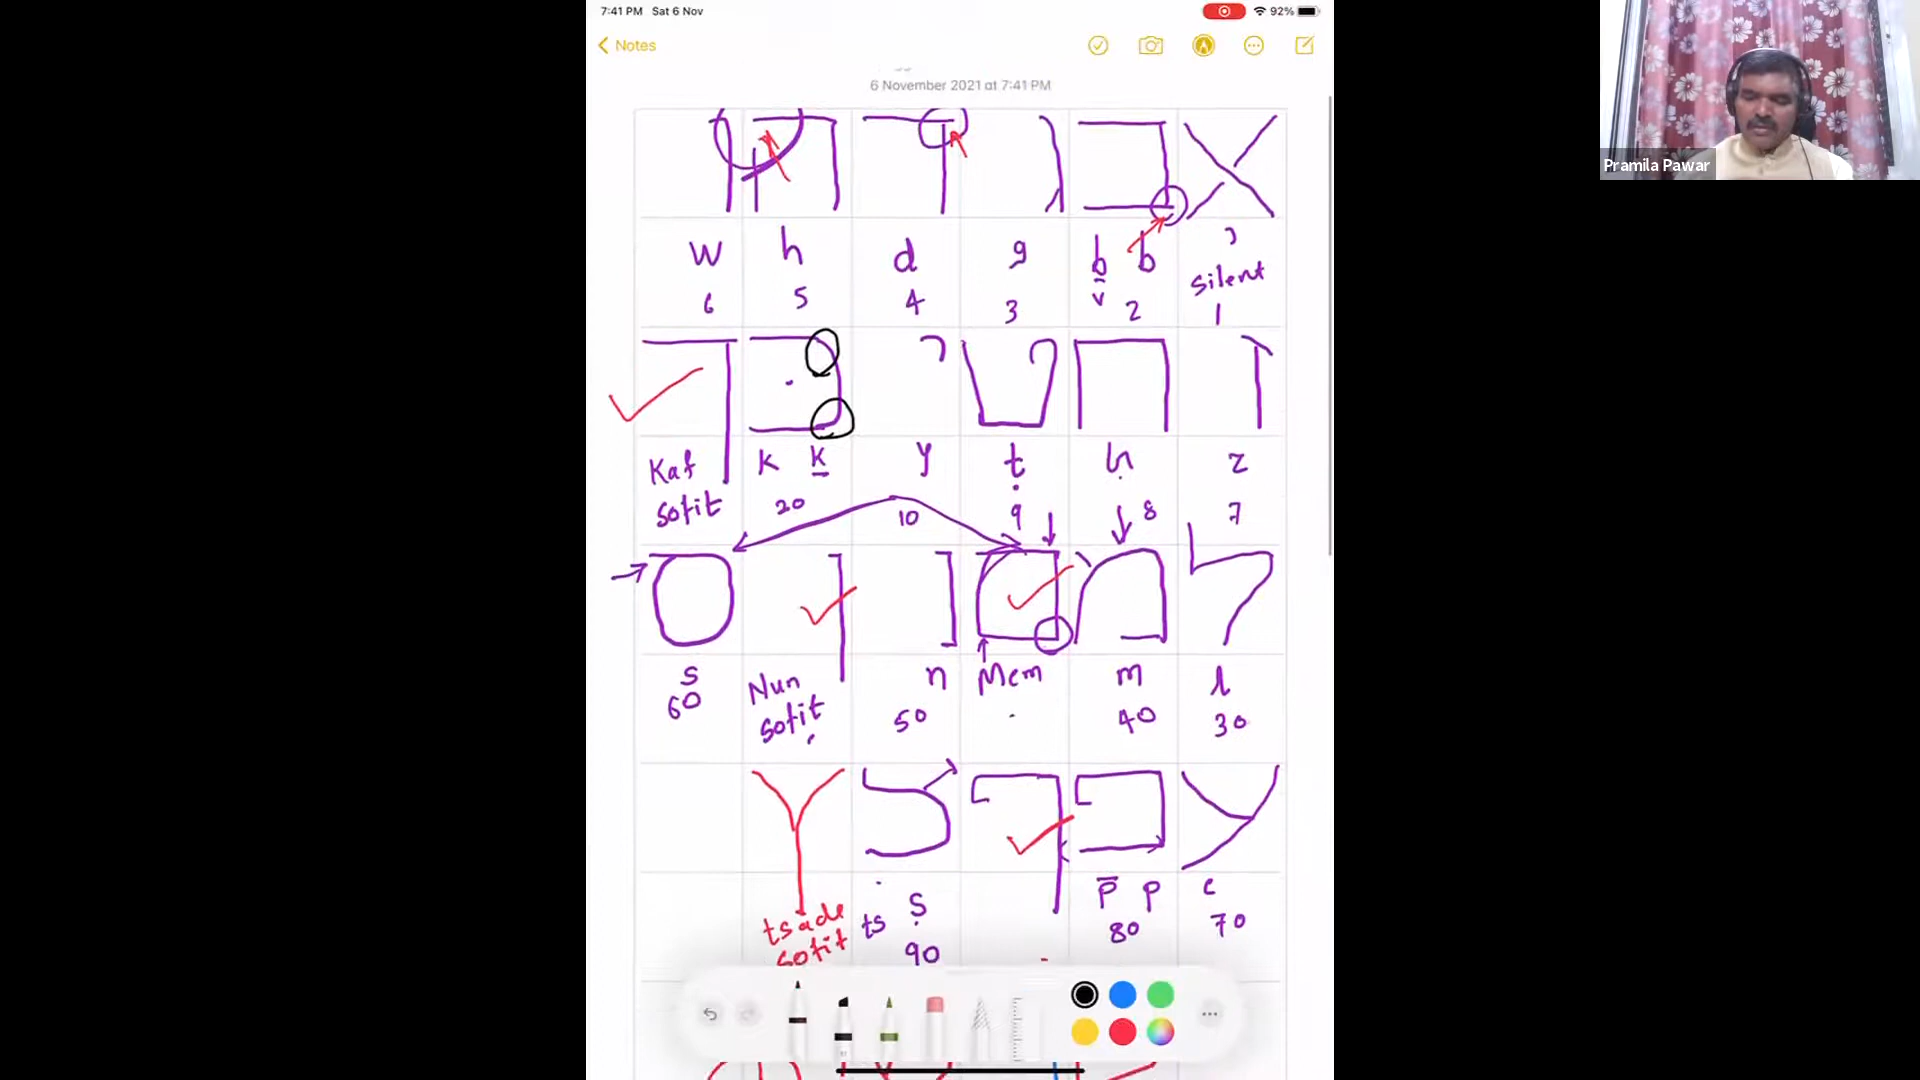 7:41 PM Sat 6 Nov
92%
Notes
6 November 2021 at 7:41 PM
Pramila Pawar
ו ה ד ג ב א
w h d g b b ʾ
v silent
6 5 4 3 2 1
ך כ י ט ח ז
Kaf k k y ṭ ḥ z
sofit 20 10 9 8 7
ס ן נ ם מ ל
s Nun n Mem m l
60 sofit 50 40 30
ץ צ ף פ ע
tsade ts ṣ p̄ p c
sofit 90 80 70